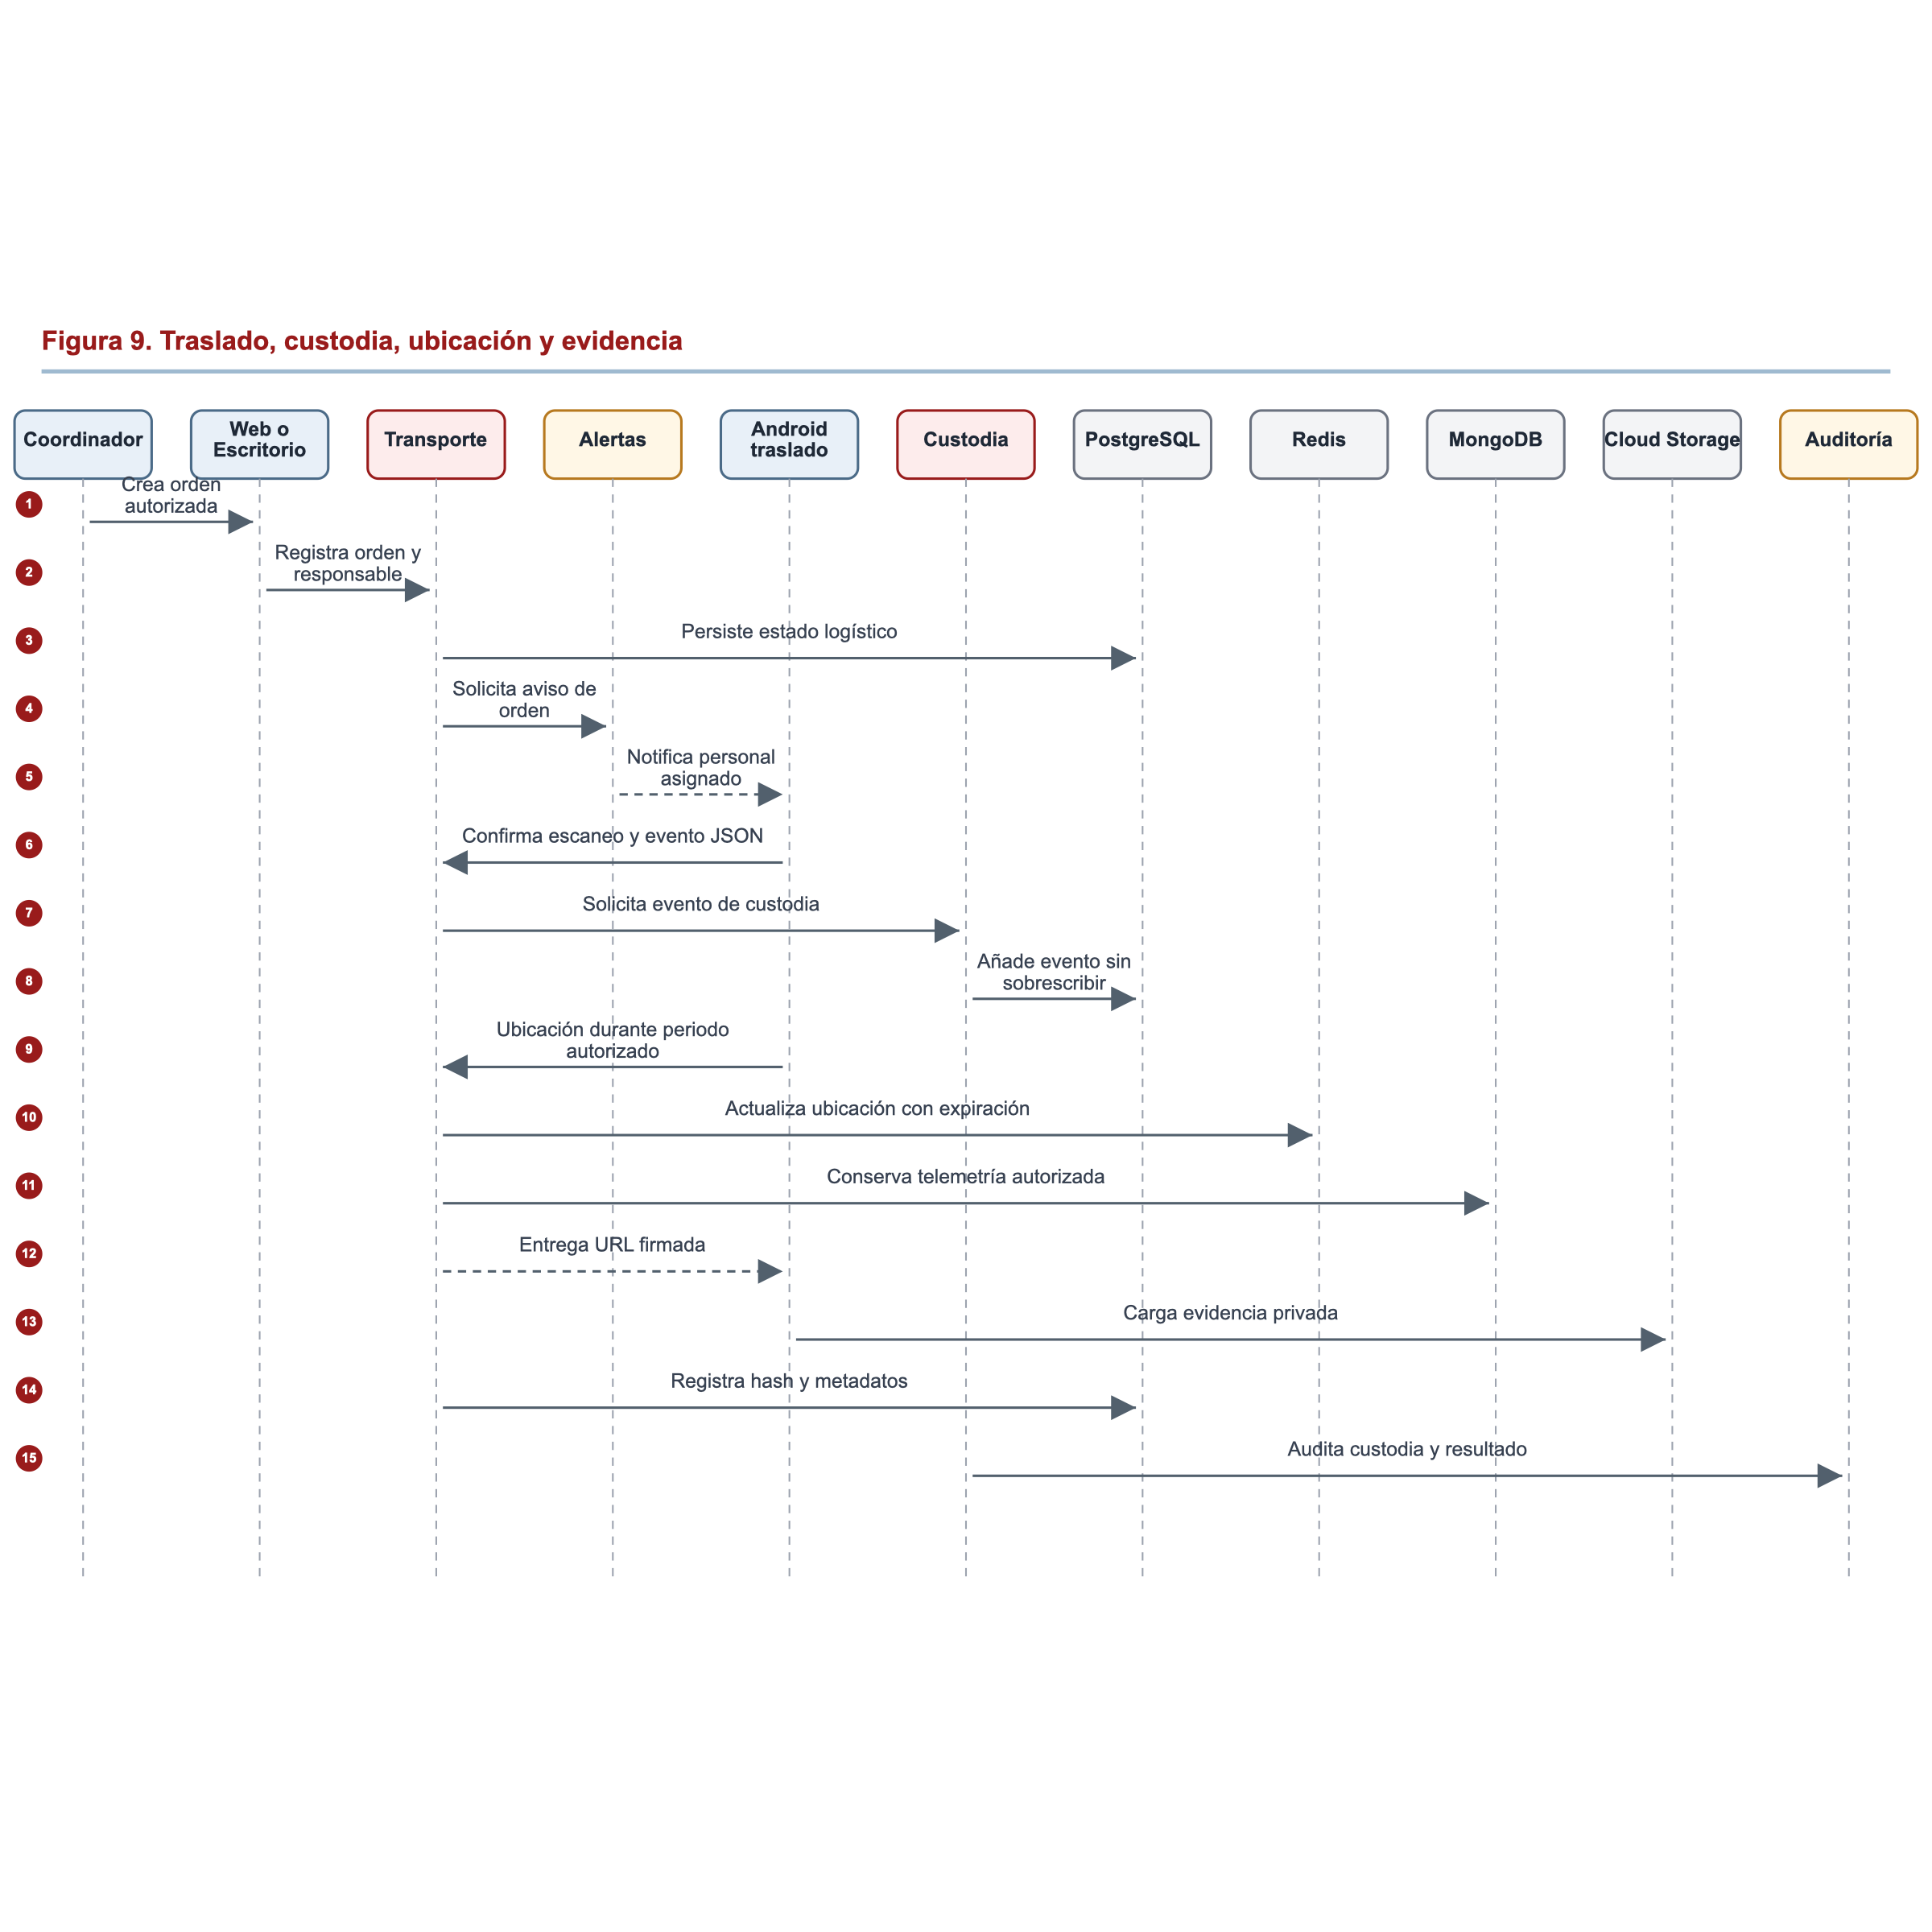 Figura 9. Traslado, custodia, ubicación y evidencia
Coordinador
Web o
Escritorio
Transporte
Alertas
Android
traslado
Custodia
PostgreSQL
Redis
MongoDB
Cloud Storage
Auditoría
1
Crea orden
autorizada
2
Registra orden y
responsable
3
Persiste estado logístico
4
Solicita aviso de
orden
5
Notifica personal
asignado
6
Confirma escaneo y evento JSON
7
Solicita evento de custodia
8
Añade evento sin
sobrescribir
9
Ubicación durante periodo
autorizado
10
Actualiza ubicación con expiración
11
Conserva telemetría autorizada
12
Entrega URL firmada
13
Carga evidencia privada
14
Registra hash y metadatos
15
Audita custodia y resultado